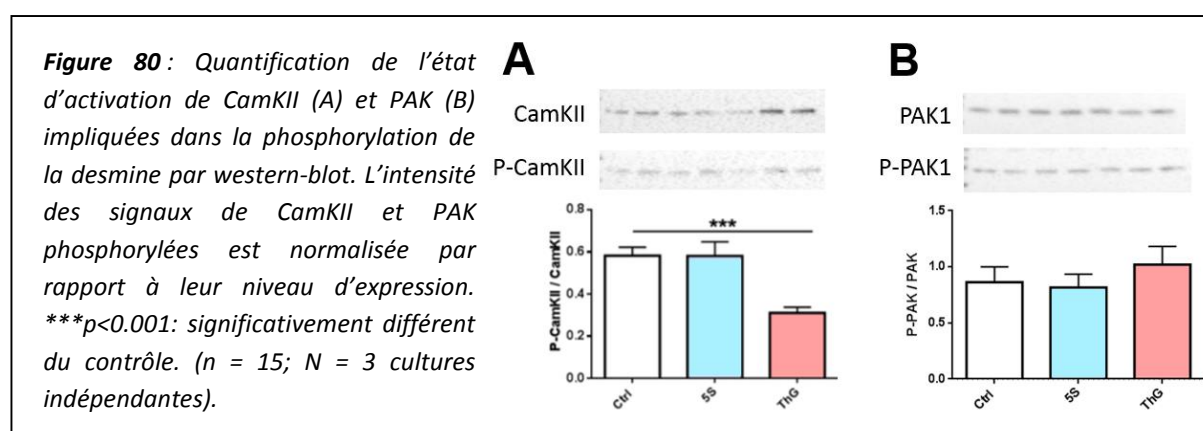 Figure 80 : Quantification de l'état
d'activation de CamKII (A) et PAK (B)
impliquées dans la phosphorylation de
la desmine par western-blot. L'intensité
des signaux de CamKII et PAK
phosphorylées est normalisée par
rapport à leur niveau d'expression.
***p<0.001: significativement différent
du contrôle. (n = 15; N = 3 cultures
indépendantes).
A
CamKII
P-CamKII
P-CamKII / CamKII
0.8
0.6
0.4
0.2
0.0
***
Ctrl
5S
ThG
B
PAK1
P-PAK1
P-PAK / PAK
1.5
1.0
0.5
0.0
Ctrl
5S
ThG